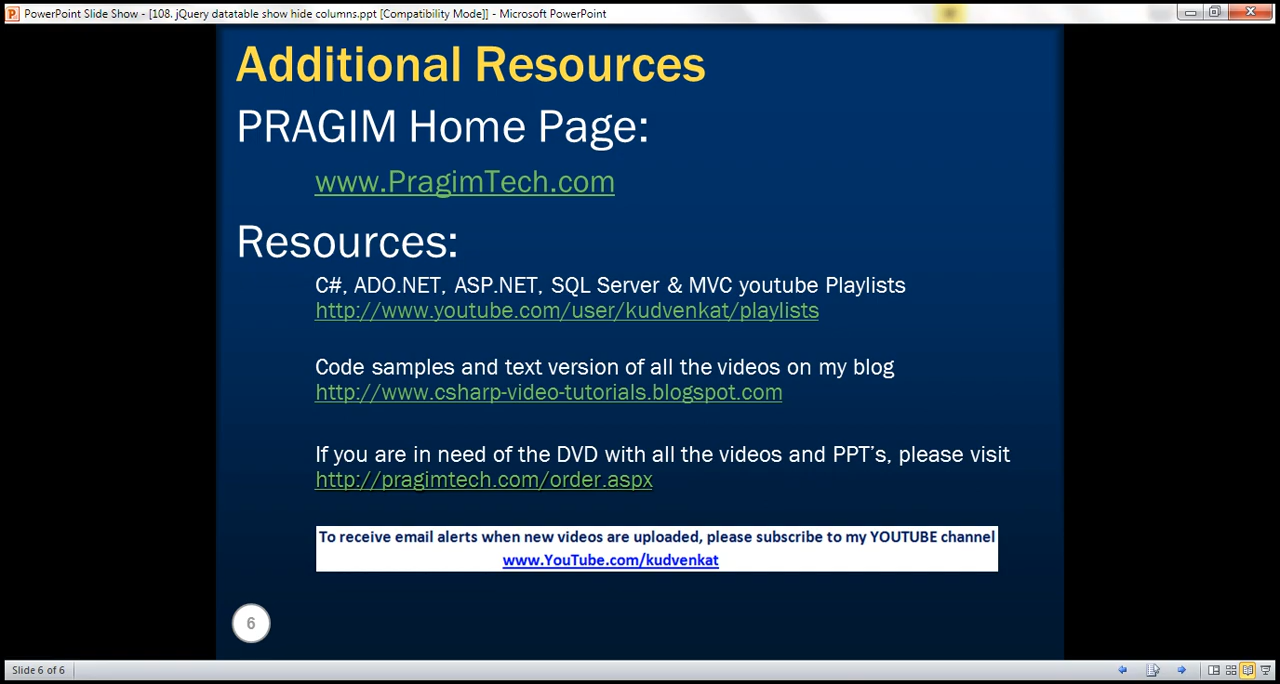 PowerPoint Slide Show - [108. jQuery datatable show hide columns.ppt [Compatibility Mode]] - Microsoft PowerPoint
Additional Resources
PRAGIM Home Page:
www.PragimTech.com
Resources:
C#, ADO.NET, ASP.NET, SQL Server & MVC youtube Playlists
http://www.youtube.com/user/kudvenkat/playlists
Code samples and text version of all the videos on my blog
http://www.csharp-video-tutorials.blogspot.com
If you are in need of the DVD with all the videos and PPT’s, please visit
http://pragimtech.com/order.aspx
To receive email alerts when new videos are uploaded, please subscribe to my YOUTUBE channel
www.YouTube.com/kudvenkat
6
Slide 6 of 6